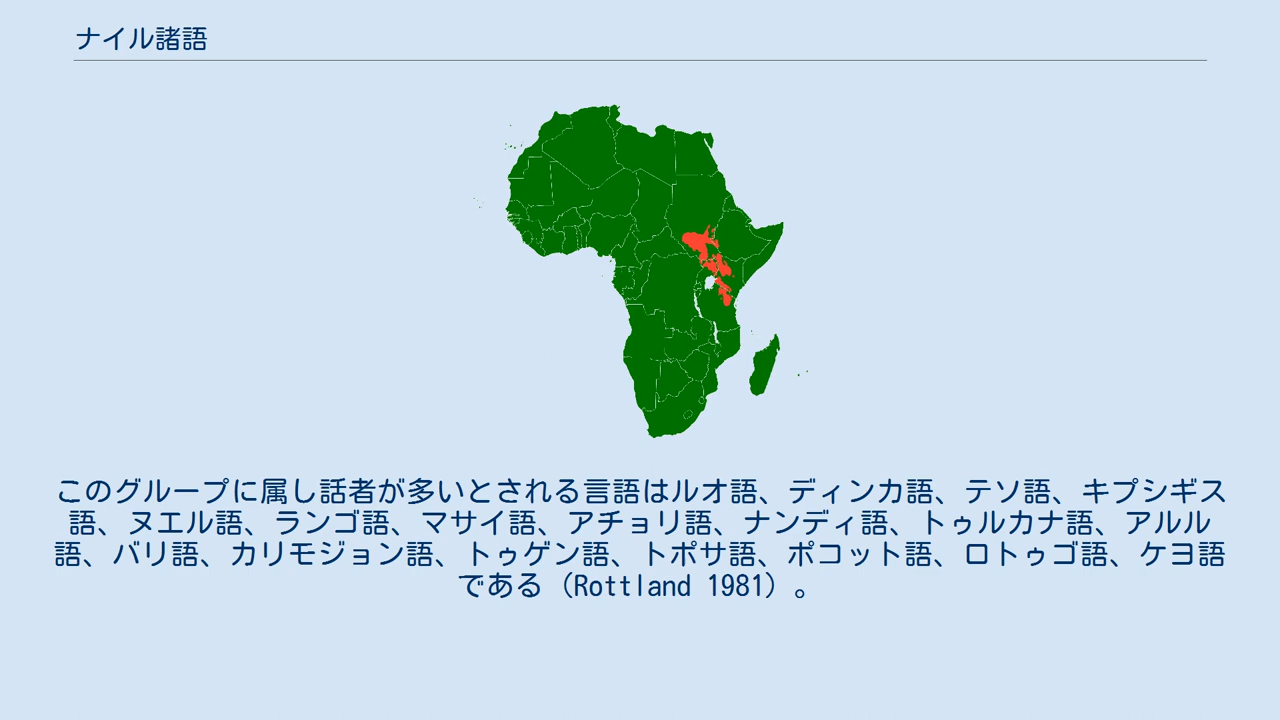 ナイル諸語
このグループに属し話者が多いとされる言語はルオ語、ディンカ語、テソ語、キプシギス
語、ヌエル語、ランゴ語、マサイ語、アチョリ語、ナンディ語、トゥルカナ語、アルル
語、バリ語、カリモジョン語、トゥゲン語、トポサ語、ポコット語、ロトゥゴ語、ケヨ語
である（Rottland 1981）。